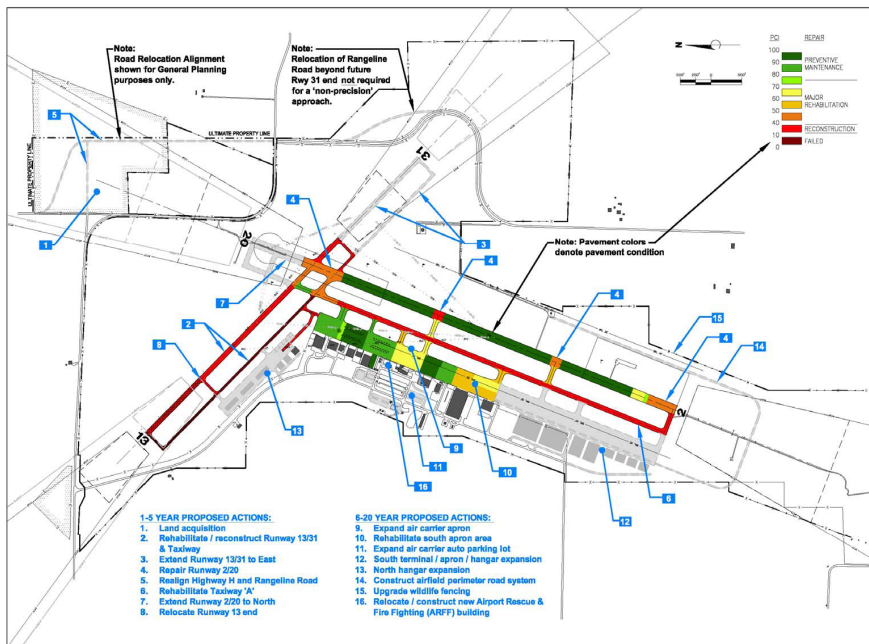 Note:
Road Relocation Alignment
shown for General Planning
purposes only.
Note:
Relocation of Rangeline
Road beyond future
Rwy 31 end not required
for a 'non-precision'
approach.
N
PCI REPAIR
100
90
80
70
60
50
40
30
20
10
0
PREVENTIVE
MAINTENANCE
MAJOR
REHABILITATION
RECONSTRUCTION
FAILED
ULTIMATE PROPERTY LINE
ULTIMATE PROPERTY LINE
5
31
1
20
4
3
Note: Pavement colors
denote pavement condition
7
4
2
4
15
14
8
4
13
2
13
9
11
10
6
16
12
1-5 YEAR PROPOSED ACTIONS:
1. Land acquisition
2. Rehabilitate / reconstruct Runway 13/31
& Taxiway
3. Extend Runway 13/31 to East
4. Repair Runway 2/20
5. Realign Highway H and Rangeline Road
6. Rehabilitate Taxiway 'A'
7. Extend Runway 2/20 to North
8. Relocate Runway 13 end
6-20 YEAR PROPOSED ACTIONS:
9. Expand air carrier apron
10. Rehabilitate south apron area
11. Expand air carrier auto parking lot
12. South terminal / apron / hangar expansion
13. North hangar expansion
14. Construct airfield perimeter road system
15. Upgrade wildlife fencing
16. Relocate / construct new Airport Rescue &
Fire Fighting (ARFF) building